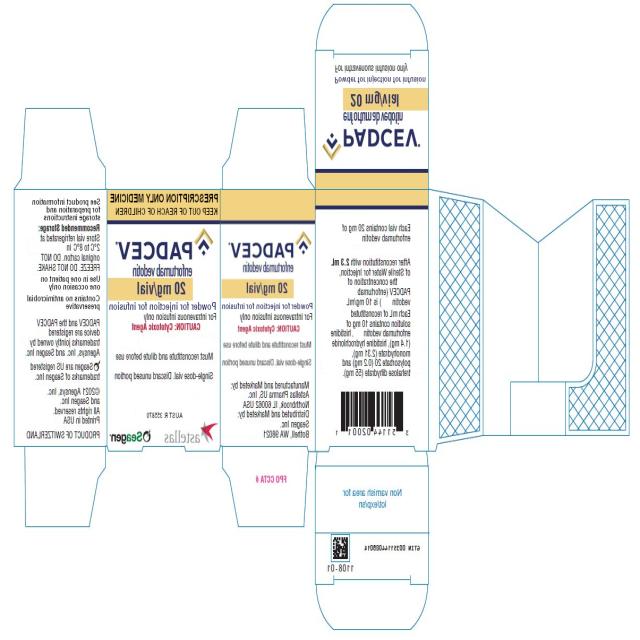 PADCEV®
enfortumab vedotin
20 mg/vial
Powder for injection for infusion
For intravenous infusion only
See product information
for preparation and
storage instructions
Recommended Storage:
Store vial refrigerated at
2°C to 8°C in
original carton. DO NOT
FREEZE. DO NOT SHAKE.
Use in one patient on
one occasion only
Contains no antimicrobial
preservative
PADCEV and the PADCEV
device are registered
trademarks jointly owned by
Agensys, Inc. and Seagen Inc.
Seagen are US registered
trademarks of Seagen Inc.
©2021 Agensys, Inc.
and Seagen Inc.
All rights reserved.
Printed in USA
PRODUCT OF SWITZERLAND
PRESCRIPTION ONLY MEDICINE
KEEP OUT OF REACH OF CHILDREN
PADCEV®
enfortumab vedotin
20 mg/vial
Powder for injection for infusion
For intravenous infusion only
CAUTION: Cytotoxic Agent
Must reconstitute and dilute before use
Single-dose vial. Discard unused portion
AUST R
astellas
Seagen
PADCEV®
enfortumab vedotin
20 mg/vial
Powder for injection for infusion
For intravenous infusion only
CAUTION: Cytotoxic Agent
Must reconstitute and dilute before use
Single-dose vial. Discard unused portion
Manufactured and Marketed by:
Astellas Pharma US, Inc.
Northbrook, IL 60062 USA
Distributed and Marketed by:
Seagen Inc.
Bothell, WA 98021
FPO CCTA #
Each vial contains 20 mg of
enfortumab vedotin
After reconstitution with 2.3 mL
of Sterile Water for Injection,
the concentration of
PADCEV (enfortumab
vedotin ) is 10 mg/mL
Each mL of reconstituted
solution contains 10 mg of
enfortumab vedotin , histidine
(1.4 mg), histidine hydrochloride
monohydrate (2.31 mg),
polysorbate 20 (0.2 mg) and
trehalose dihydrate (55 mg).
3 51144 02001 1
Non varnish area for
lot/exp/sn
GTIN
1108-01